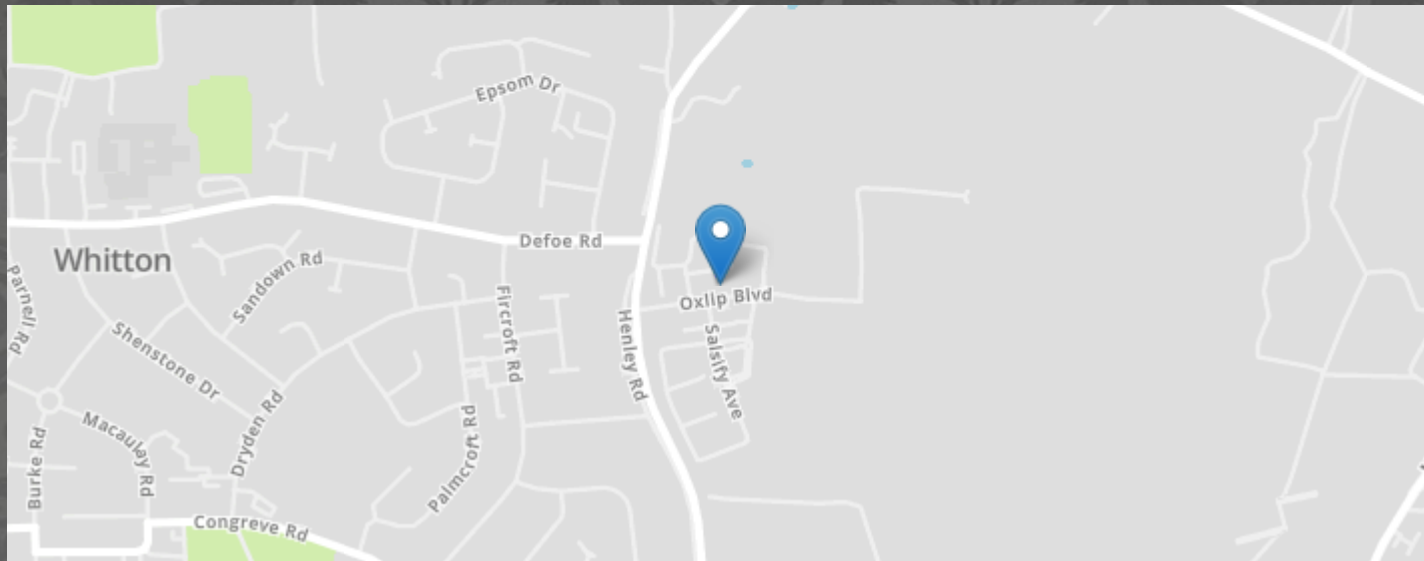 Epsom Dr
Defoe Rd
Whitton
Sandown Rd
Parnell Rd
Oxlip Blvd
Fircroft Rd
Henley Rd
Salsify Ave
Shenstone Dr
Dryden Rd
Macaulay Rd
Burke Rd
Palmcroft Rd
Congreve Rd